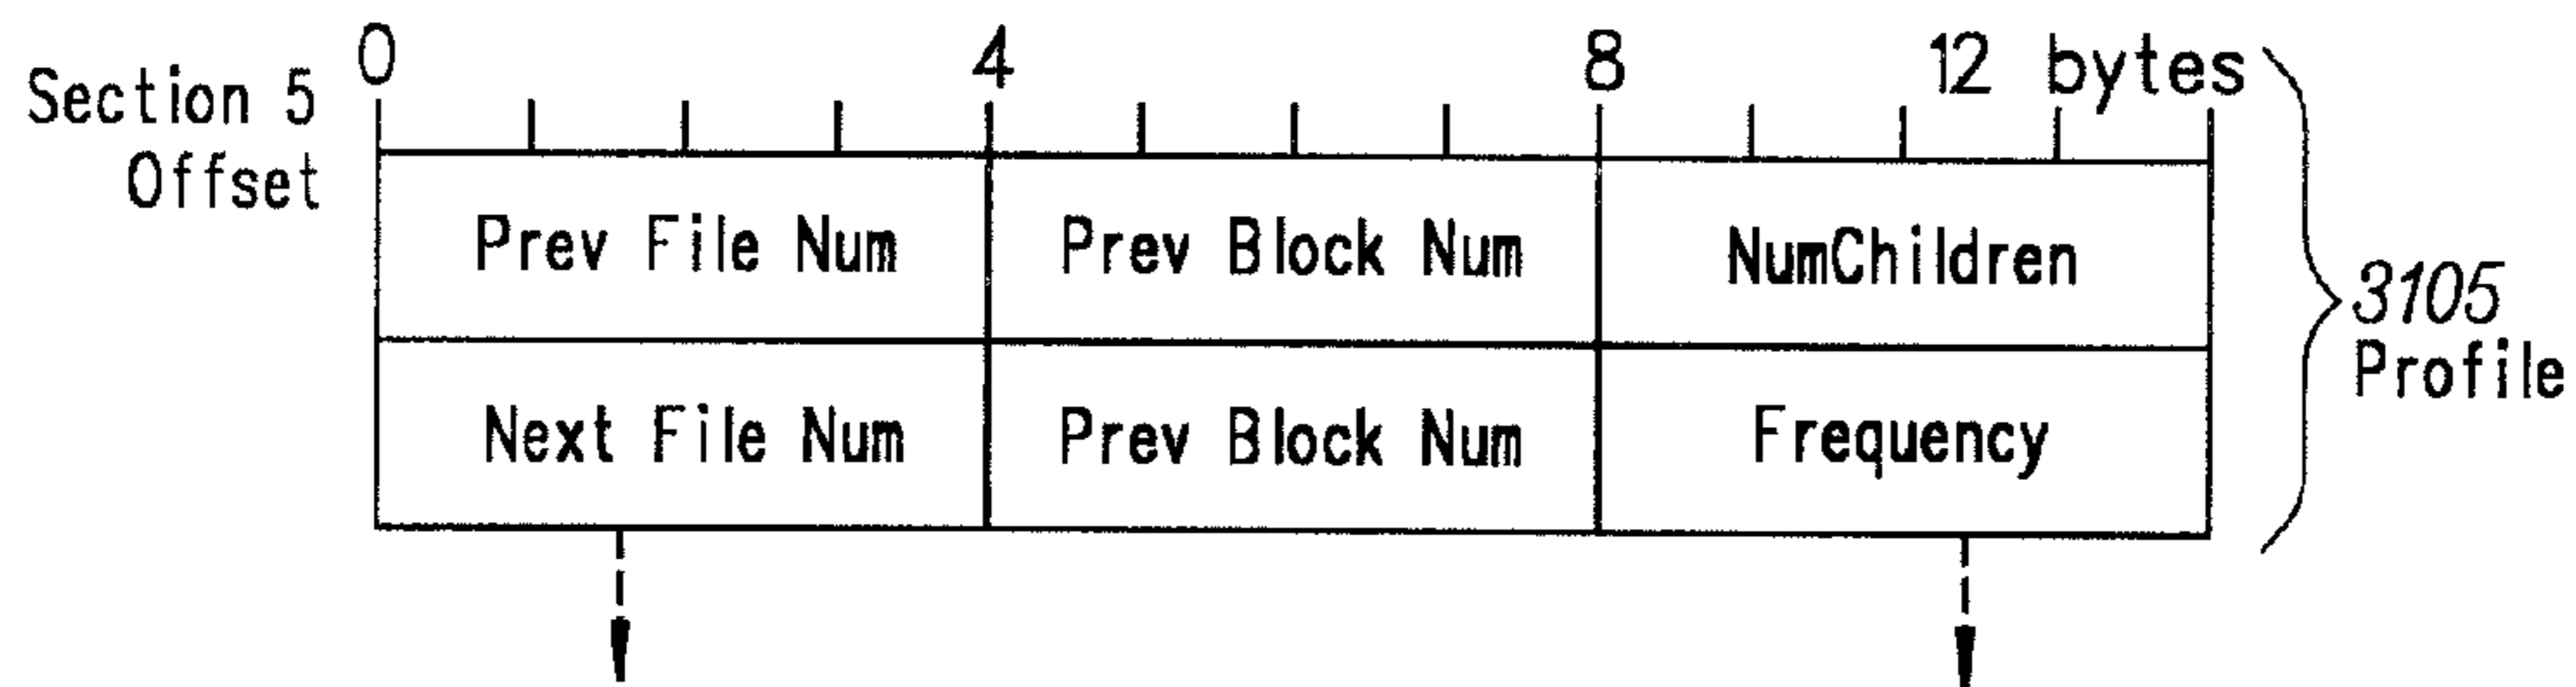 Section 5
Offset
0 4 8 12 bytes
Prev File Num Prev Block Num NumChildren
Next File Num Prev Block Num Frequency
3105
Profile